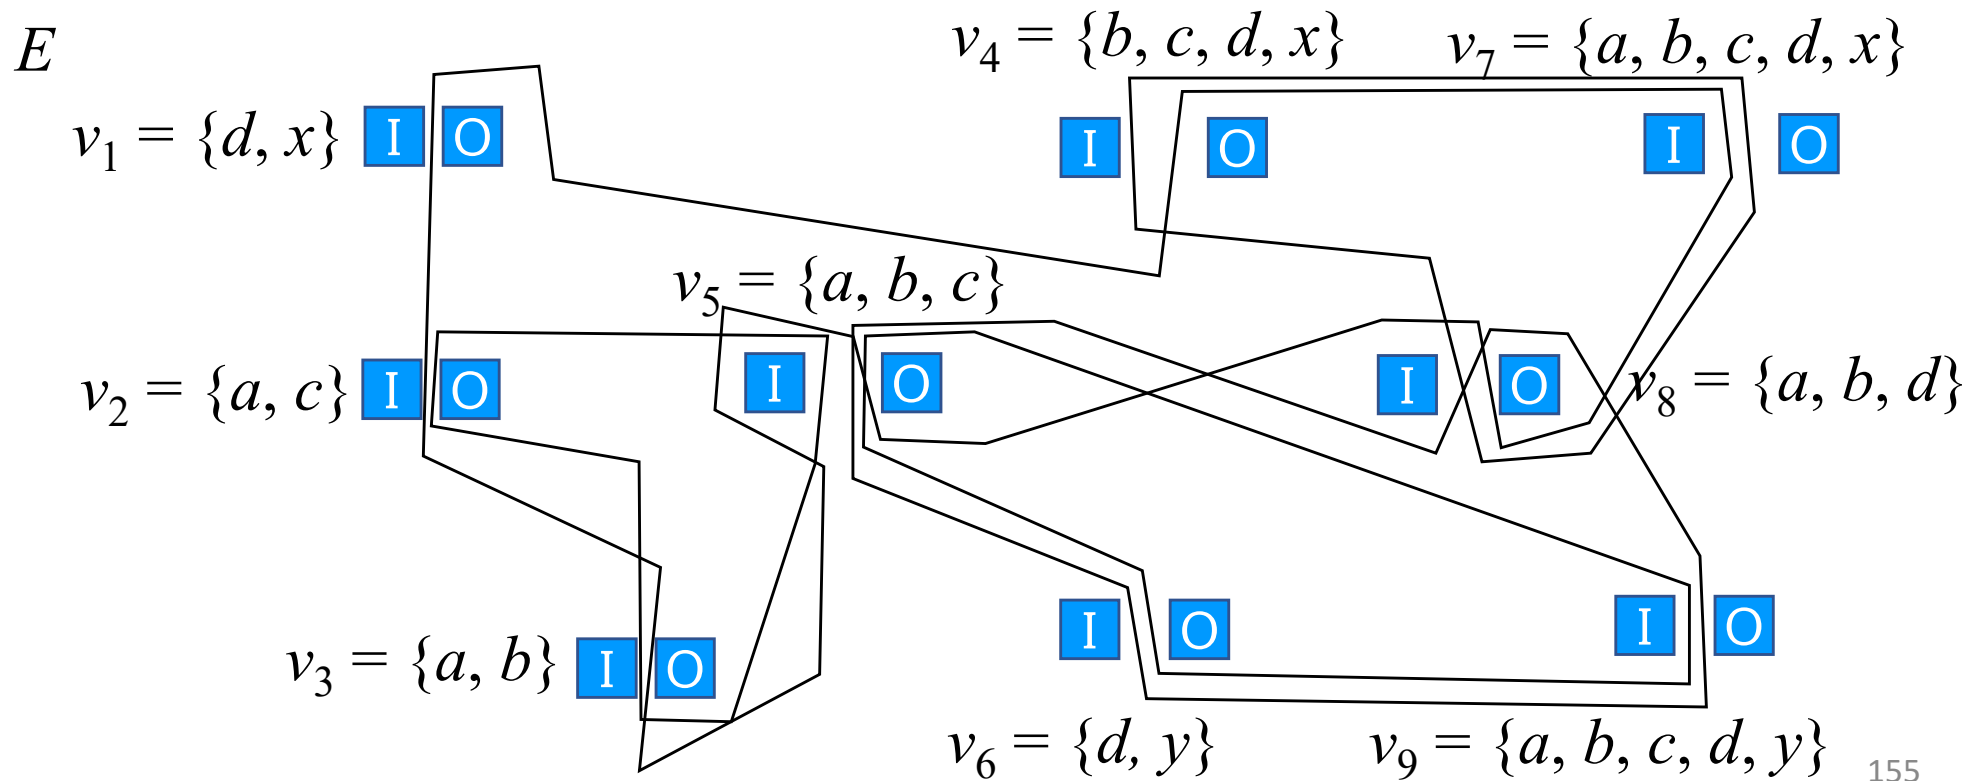 E
v₄ = {b, c, d, x} v₇ = {a, b, c, d, x}
v₁ = {d, x} I O I O I O
v₅ = {a, b, c}
v₂ = {a, c} I O I O I O v₈ = {a, b, d}
v₃ = {a, b} I O I O I O
v₆ = {d, y} v₉ = {a, b, c, d, y}
155